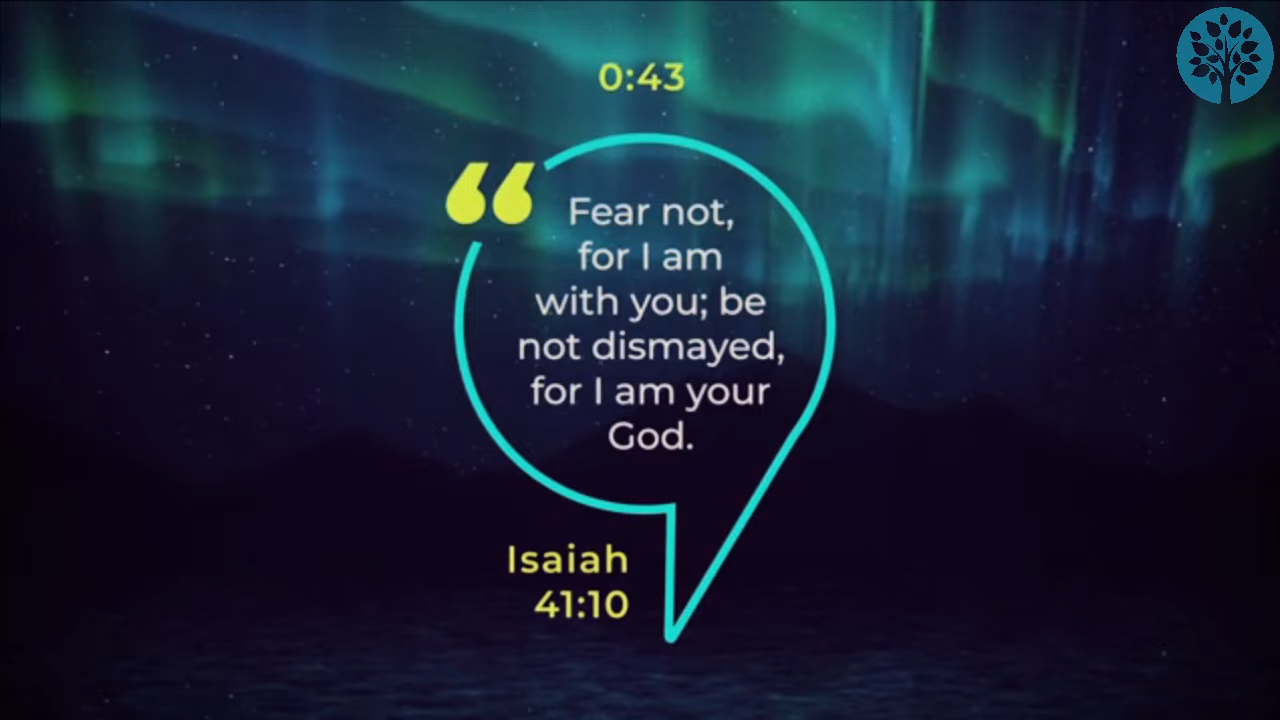 0:43
“ Fear not,
for I am
with you; be
not dismayed,
for I am your
God.
Isaiah
41:10